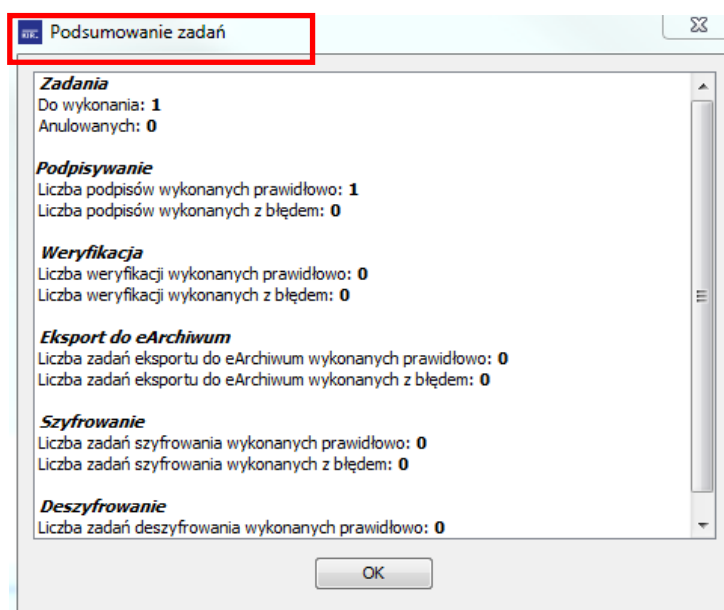 KIR.
Podsumowanie zadań
Zadania
Do wykonania: 1
Anulowanych: 0
Podpisywanie
Liczba podpisów wykonanych prawidłowo: 1
Liczba podpisów wykonanych z błędem: 0
Weryfikacja
Liczba weryfikacji wykonanych prawidłowo: 0
Liczba weryfikacji wykonanych z błędem: 0
Eksport do eArchiwum
Liczba zadań eksportu do eArchiwum wykonanych prawidłowo: 0
Liczba zadań eksportu do eArchiwum wykonanych z błędem: 0
Szyfrowanie
Liczba zadań szyfrowania wykonanych prawidłowo: 0
Liczba zadań szyfrowania wykonanych z błędem: 0
Deszyfrowanie
Liczba zadań deszyfrowania wykonanych prawidłowo: 0
OK